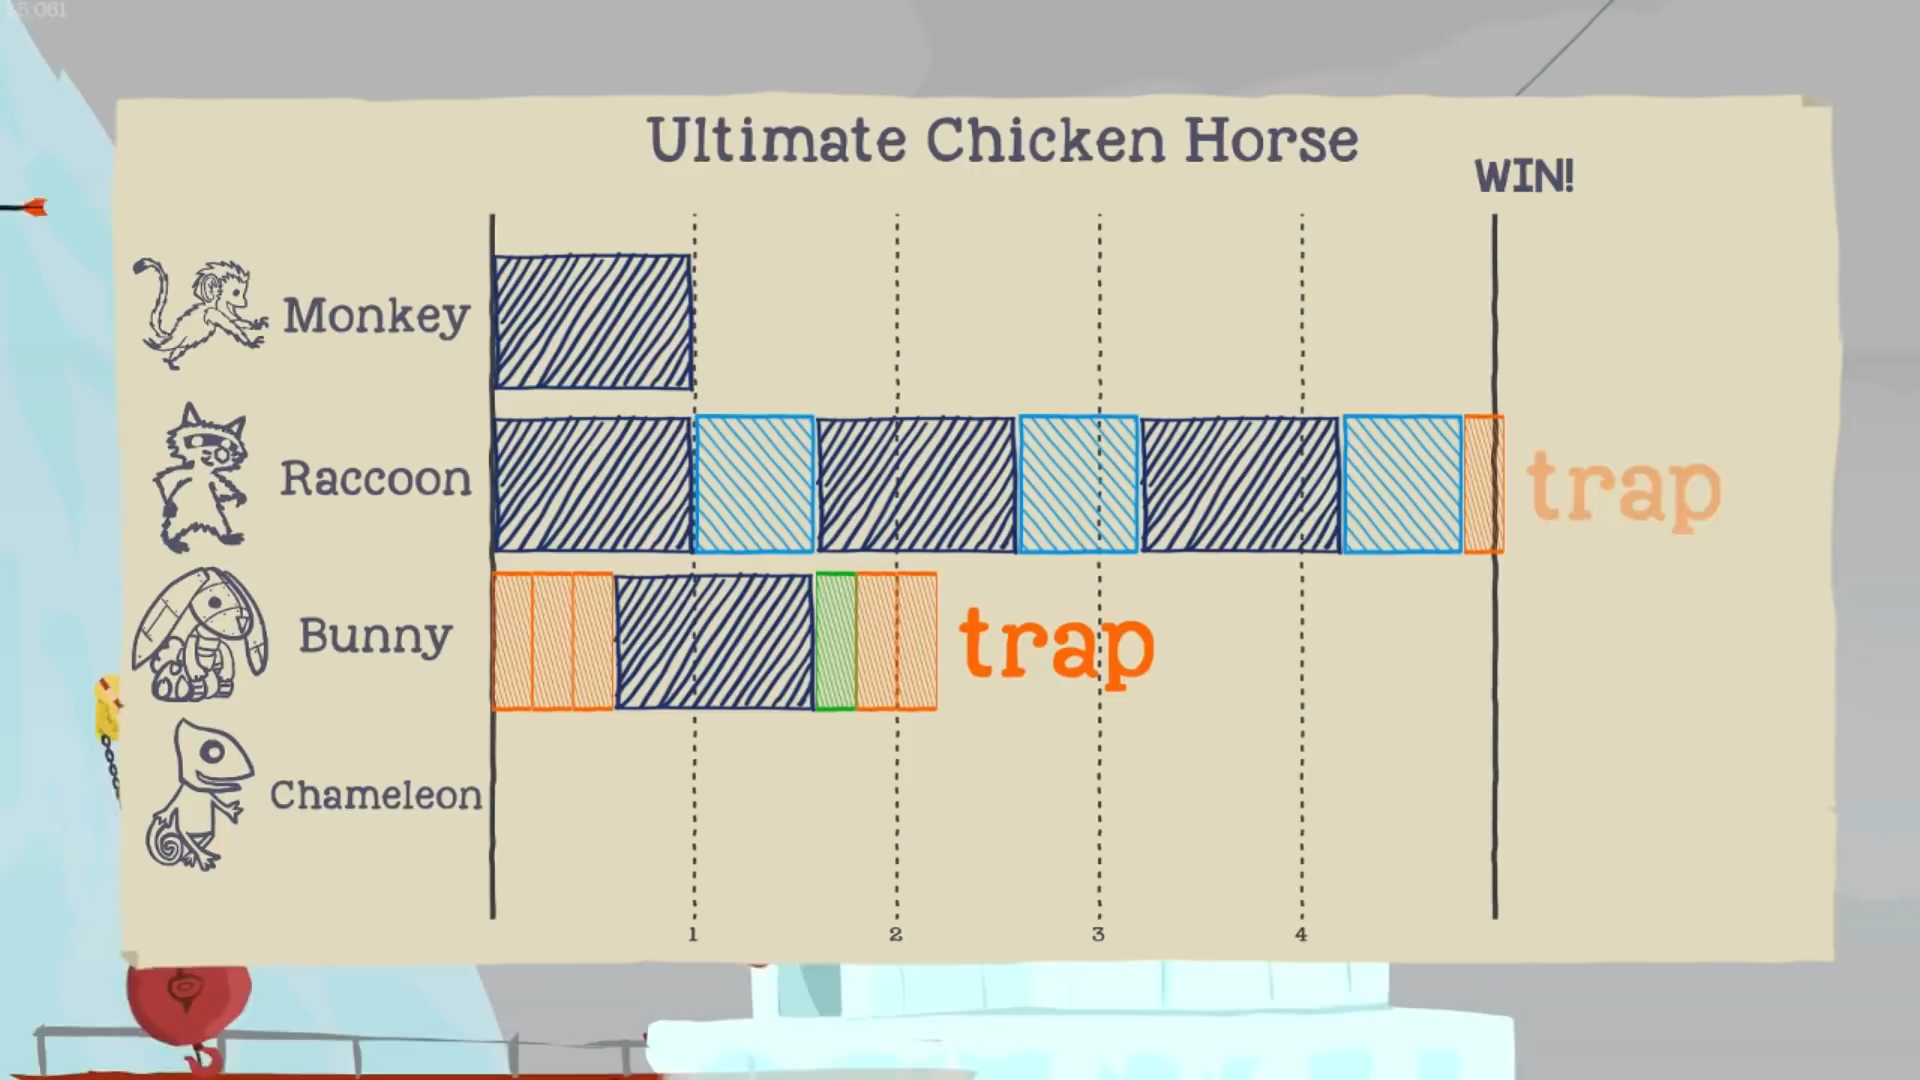 Ultimate Chicken Horse
WIN!
Monkey
Raccoon
trap
Bunny
trap
Chameleon
1
2
3
4